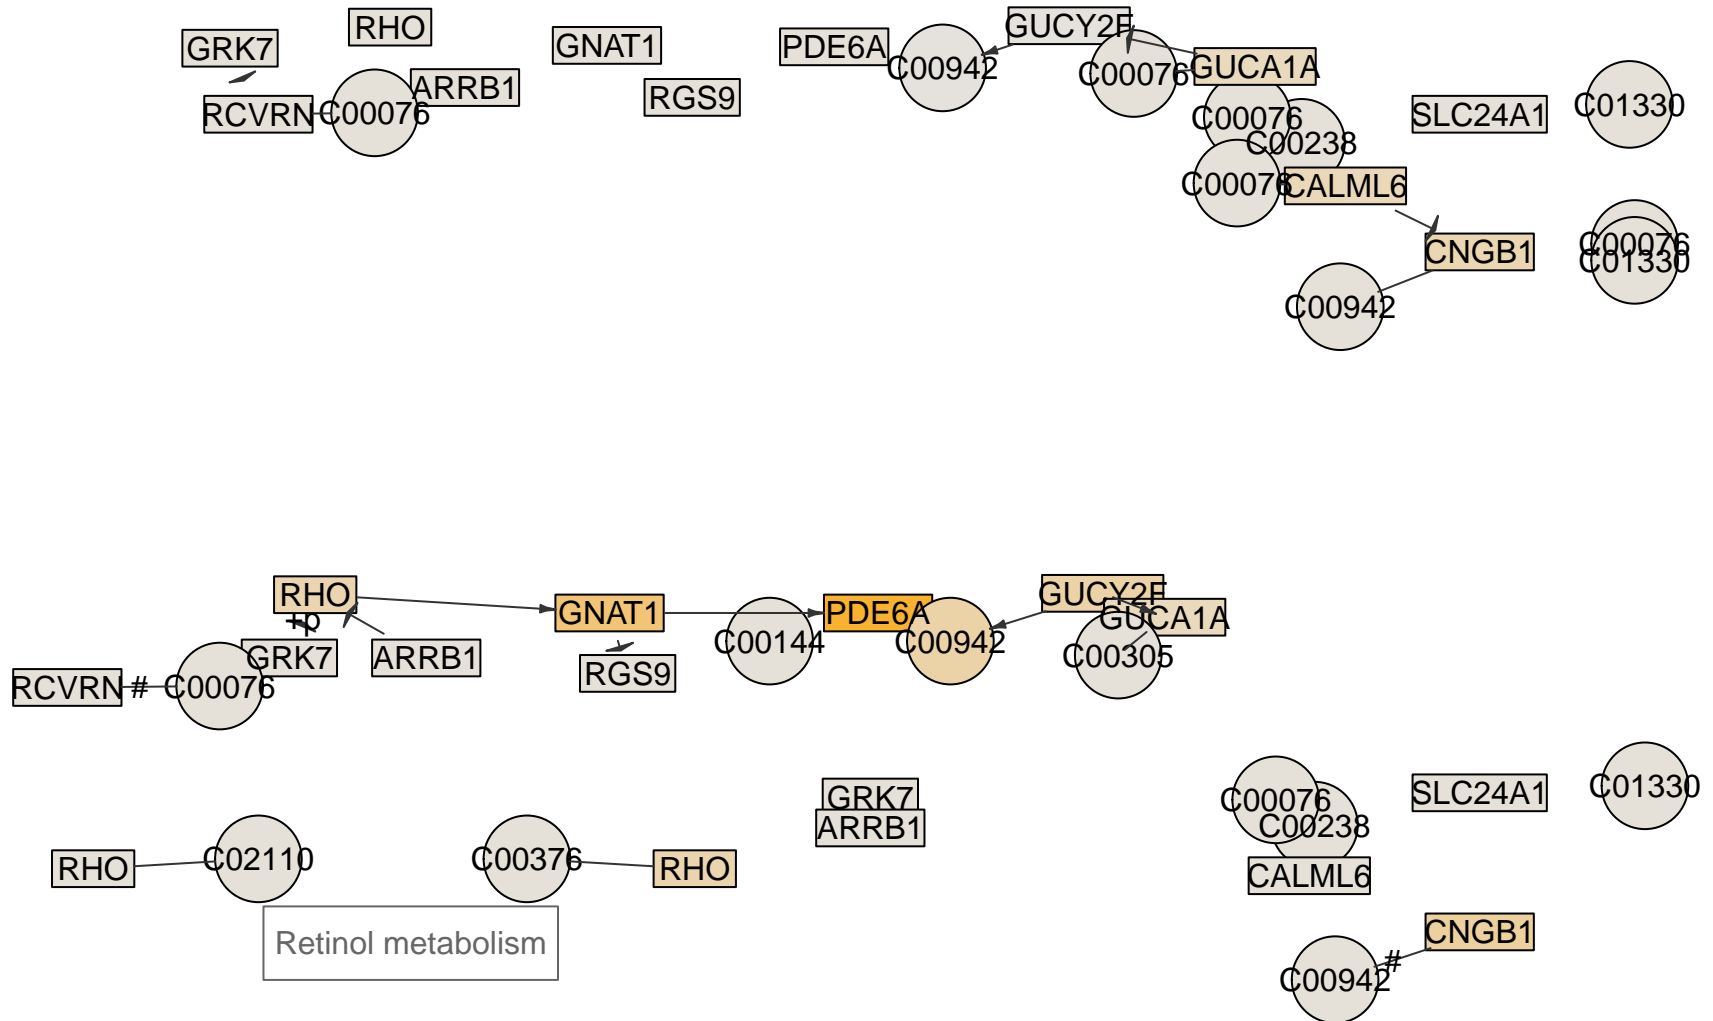 RHO
GRK7
GNAT1
PDE6A
GUCY2F
C00942
C00076
GUCA1A
RCVRN
C00076
ARRB1
RGS9
C00076
C00238
SLC24A1
C01330
C00076
CALML6
CNGB1
C00076
C01330
C00942
RHO
+p
GNAT1
PDE6A
GUCY2F
GUCA1A
GRK7
ARRB1
RGS9
C00144
C00942
C00305
RCVRN
#
C00076
GRK7
ARRB1
C00076
C00238
SLC24A1
C01330
RHO
C02110
C00376
RHO
CALML6
Retinol metabolism
CNGB1
#
C00942